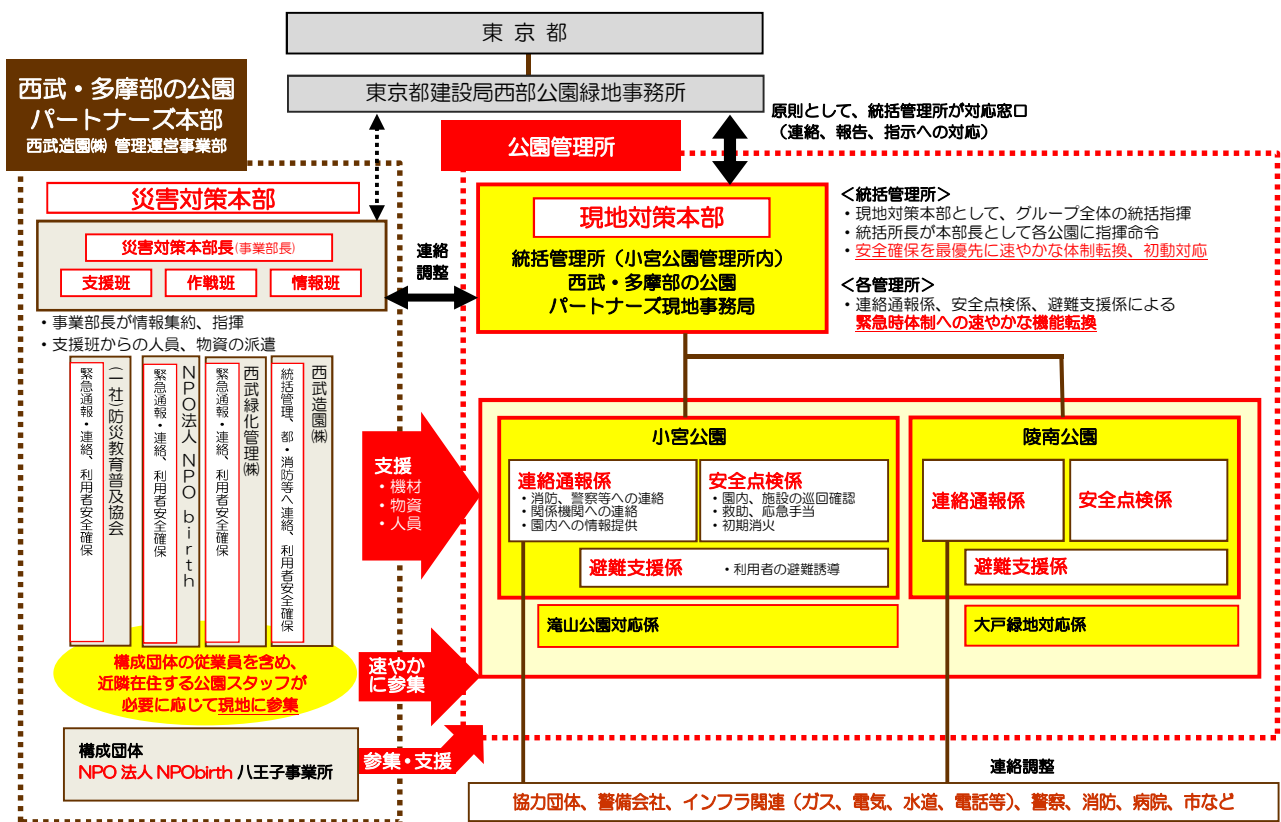 東京都
東京都建設局西部公園緑地事務所
西武・多摩部の公園
パートナーズ本部
西武造園㈱ 管理運営事業部
原則として、統括管理所が対応窓口
（連絡、報告、指示への対応）
公園管理所
災害対策本部
災害対策本部長(事業部長)
支援班
作戦班
情報班
・事業部長が情報集約、指揮
・支援班からの人員、物資の派遣
連絡
調整
現地対策本部
統括管理所（小宮公園管理所内）
西武・多摩部の公園
パートナーズ現地事務局
＜統括管理所＞
・現地対策本部として、グループ全体の統括指揮
・統括所長が本部長として各公園に指揮命令
・安全確保を最優先に速やかな体制転換、初動対応
＜各管理所＞
・連絡通報係、安全点検係、避難支援係による
緊急時体制への速やかな機能転換
（一社）防災教育普及協会
緊急通報・連絡、利用者安全確保
NPO法人 NPO birth
緊急通報・連絡、利用者安全確保
西武緑化管理㈱
緊急通報・連絡、利用者安全確保
西武造園㈱
統括管理、都・消防等へ連絡、利用者安全確保
支援
・機材
・物資
・人員
小宮公園
連絡通報係
・消防、警察等への連絡
・関係機関への連絡
・園内への情報提供
安全点検係
・園内、施設の巡回確認
・救助、応急手当
・初期消火
避難支援係
・利用者の避難誘導
滝山公園対応係
陵南公園
連絡通報係
安全点検係
避難支援係
大戸緑地対応係
構成団体の従業員を含め、
近隣在住する公園スタッフが
必要に応じて現地に参集
速やか
に参集
構成団体
NPO 法人 NPObirth 八王子事業所
参集・支援
連絡調整
協力団体、警備会社、インフラ関連（ガス、電気、水道、電話等）、警察、消防、病院、市など